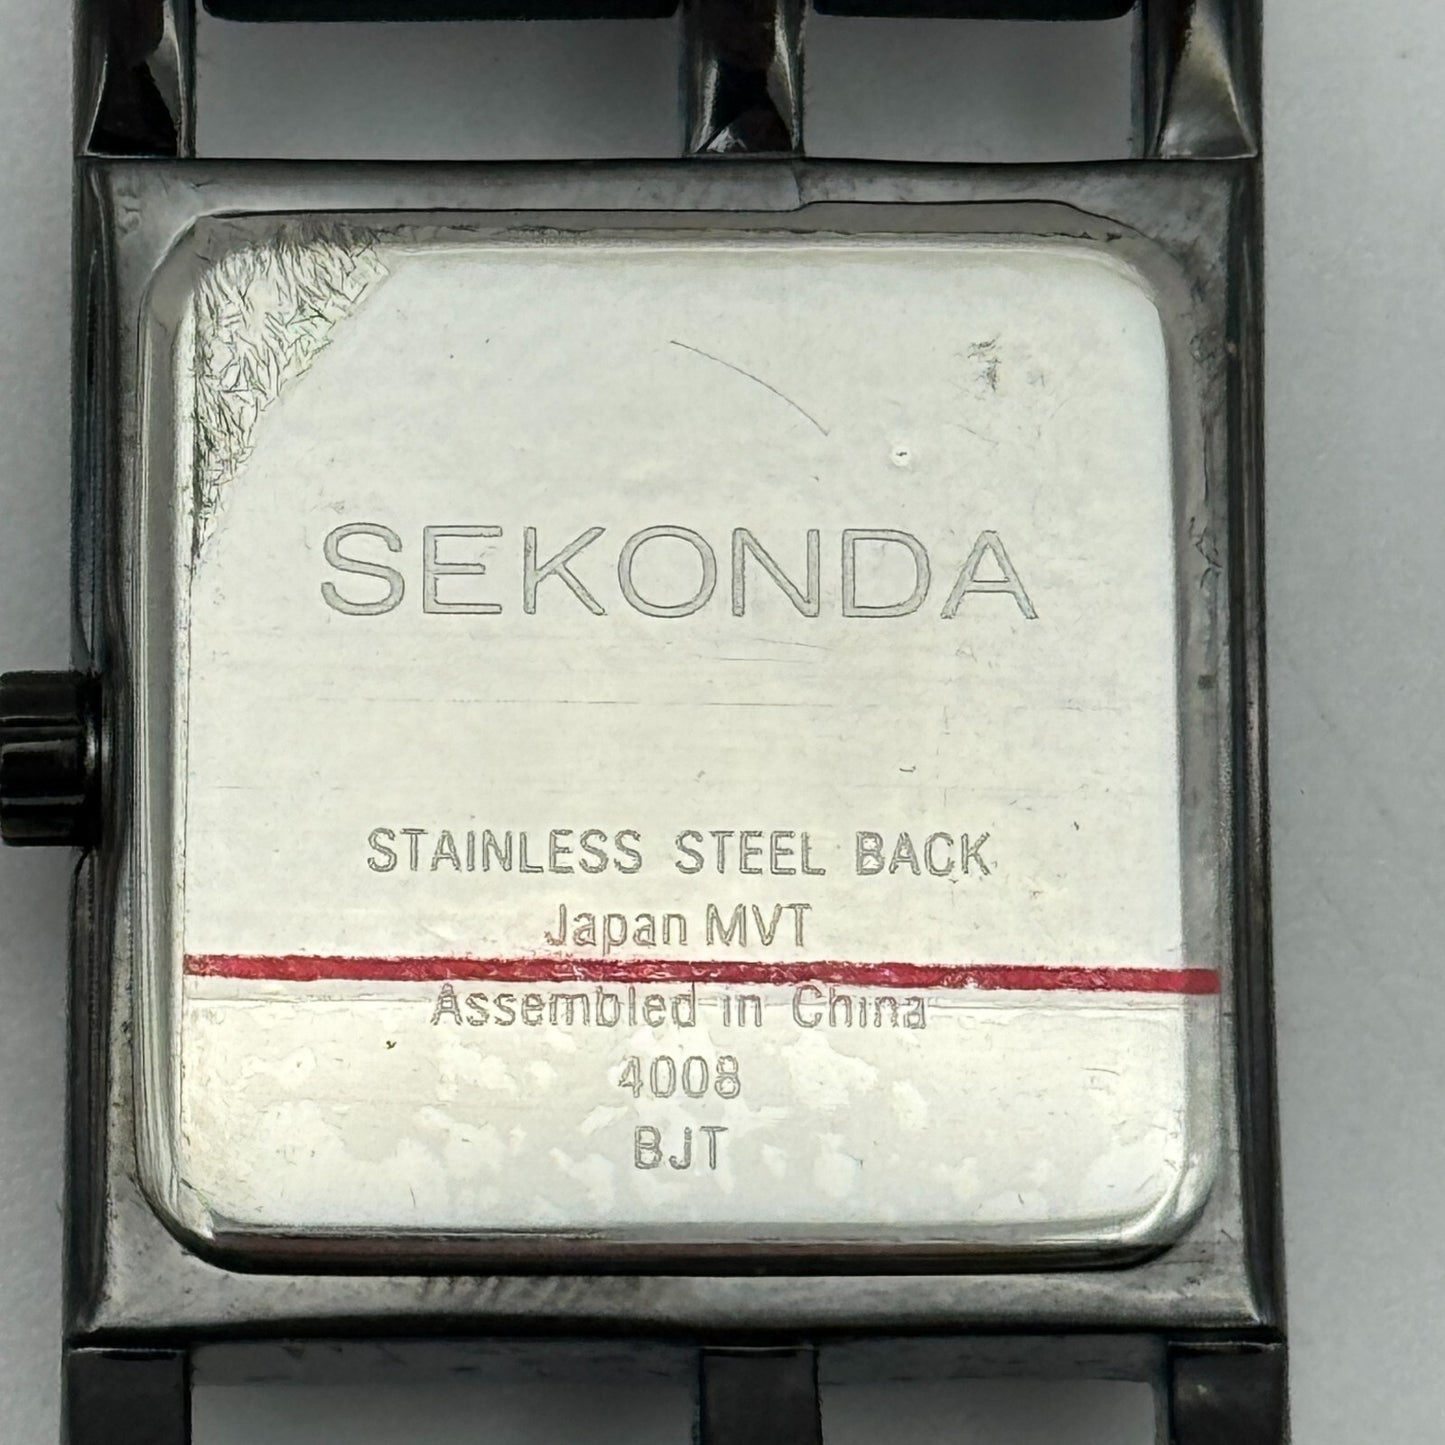 SEKONDA
STAINLESS STEEL BACK
Japan MVT
Assembled in China
4008
BJT